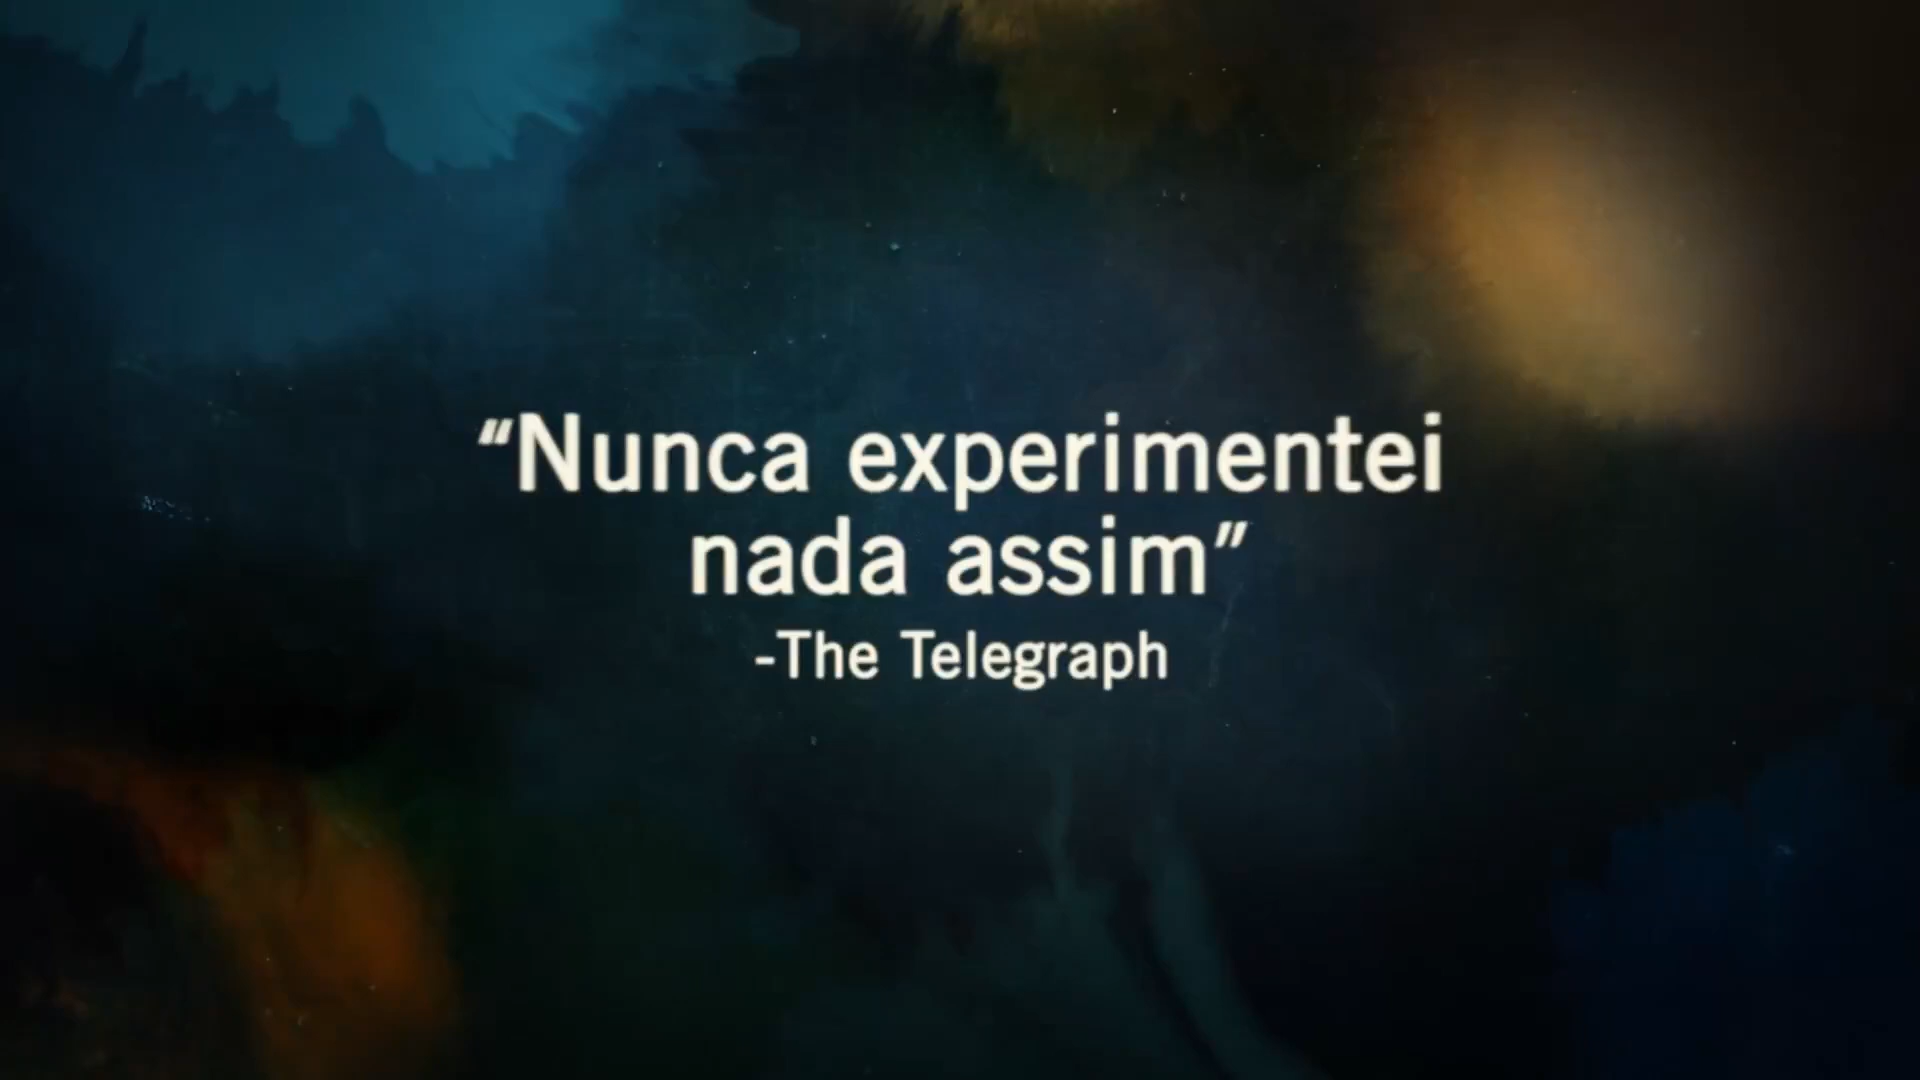 “Nunca experimentei
nada assim”
-The Telegraph